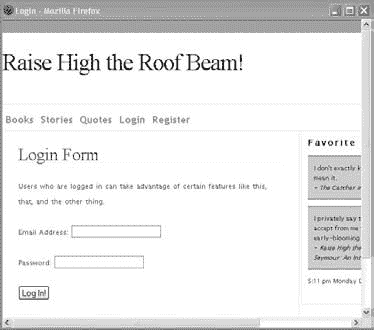 Login - Mozilla Firefox
Raise High the Roof Beam!
Books Stories Quotes Login Register
Login Form
Users who are logged in can take advantage of certain features like this,
that, and the other thing.
Email Address:
Password:
Log In!
Favorite
I don't exactly k
mean it.
- The Catcher in
I privately say t
accept from me
early-blooming
- Raise High the
Seymour: An Int
5:11 pm Monday D